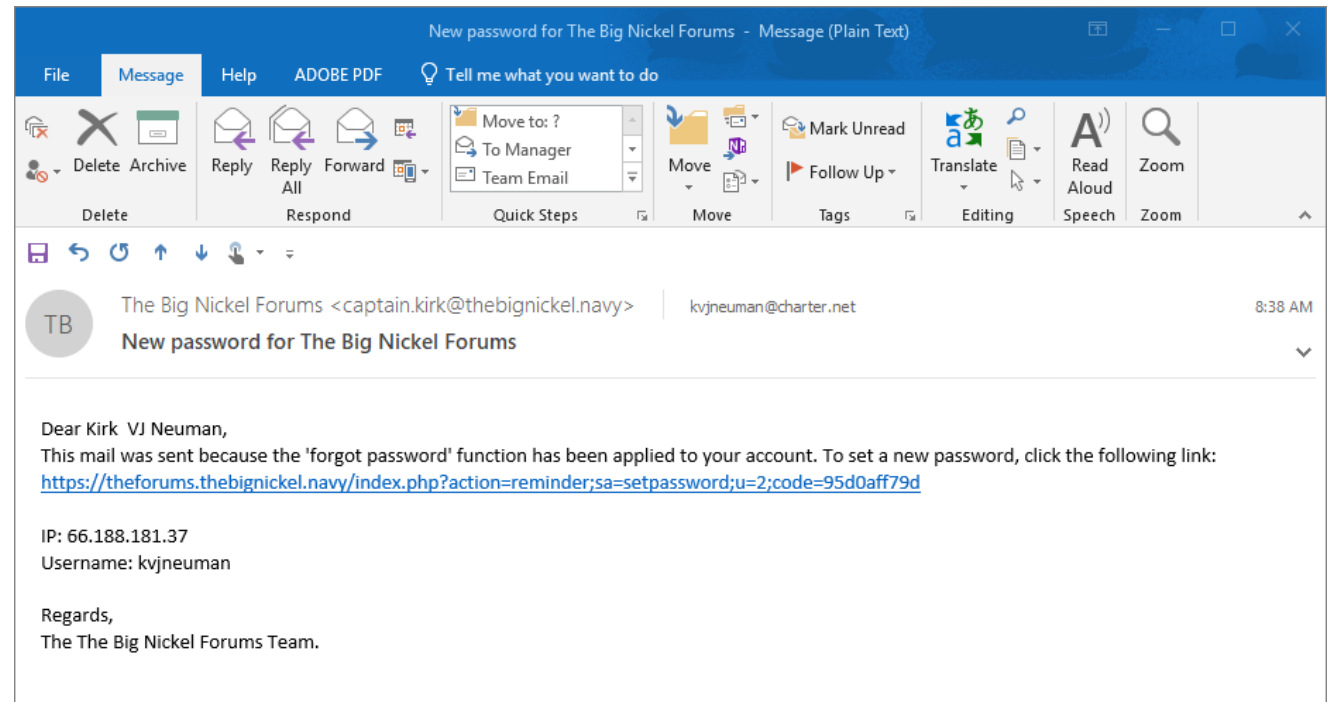 New password for The Big Nickel Forums - Message (Plain Text)
File Message Help ADOBE PDF Tell me what you want to do
Delete Archive Reply Reply All Forward Move to: ? To Manager Team Email Move Mark Unread Follow Up Translate Read Aloud Zoom
Delete Respond Quick Steps Move Tags Editing Speech Zoom
TB
The Big Nickel Forums <captain.kirk@thebignickel.navy> kvjneuman@charter.net 8:38 AM
New password for The Big Nickel Forums
Dear Kirk  VJ Neuman,
This mail was sent because the 'forgot password' function has been applied to your account. To set a new password, click the following link:
https://theforums.thebignickel.navy/index.php?action=reminder;sa=setpassword;u=2;code=95d0aff79d
IP: 66.188.181.37
Username: kvjneuman
Regards,
The The Big Nickel Forums Team.